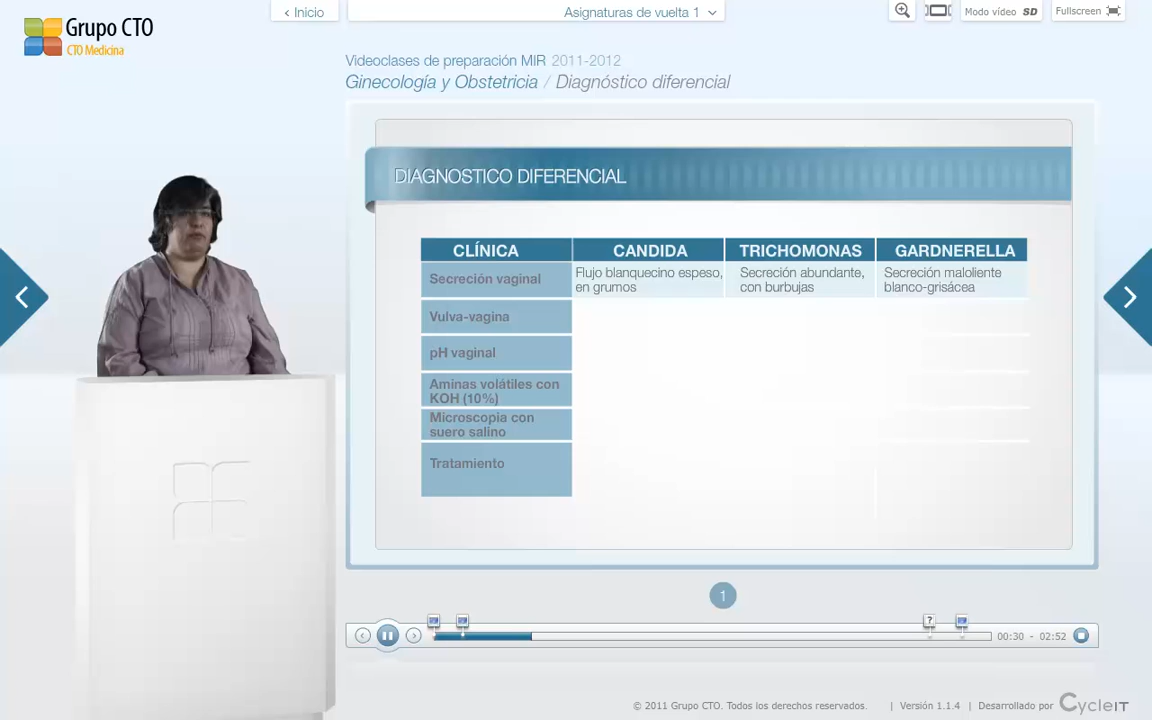 Grupo CTO
CTO Medicina
‹ Inicio
Asignaturas de vuelta 1
Modo vídeo SD
Fullscreen
Videoclases de preparación MIR 2011-2012
Ginecología y Obstetricia / Diagnóstico diferencial
DIAGNOSTICO DIFERENCIAL
CLÍNICA CANDIDA TRICHOMONAS GARDNERELLA
Secreción vaginal
Flujo blanquecino espeso,
en grumos
Secreción abundante,
con burbujas
Secreción maloliente
blanco-grisácea
Vulva-vagina
pH vaginal
Aminas volátiles con
KOH (10%)
Microscopia con
suero salino
Tratamiento
1
?
00:30 - 02:52
© 2011 Grupo CTO. Todos los derechos reservados. | Versión 1.1.4 | Desarrollado por CycleIT